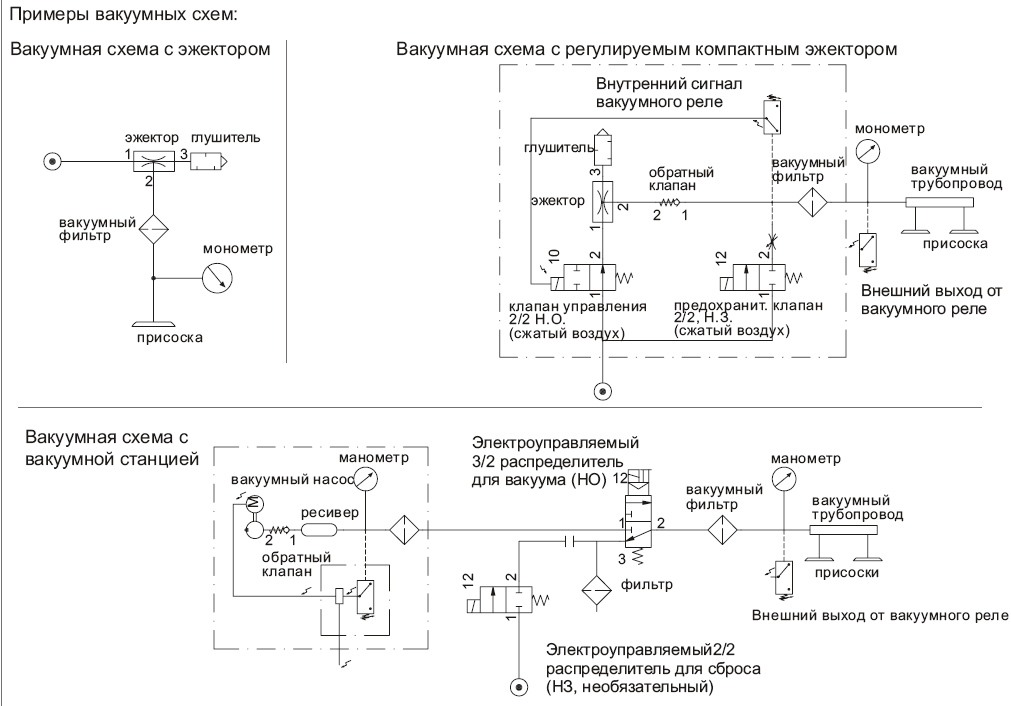 Примеры вакуумных схем:
Вакуумная схема с эжектором
эжектор
глушитель
1
3
2
вакуумный
фильтр
монометр
присоска
Вакуумная схема с регулируемым компактным эжектором
Внутренний сигнал
вакуумного реле
глушитель
3
эжектор
2
1
обратный
клапан
2
1
вакуумный
фильтр
монометр
вакуумный
трубопровод
присоска
Внешний выход от
вакуумного реле
10
2
1
клапан управления
2/2 Н.О.
(сжатый воздух)
12
2
1
предохранит. клапан
2/2, Н.З.
(сжатый воздух)
Вакуумная схема с
вакуумной станцией
манометр
вакуумный насос
М
ресивер
2
1
обратный
клапан
Электроуправляемый
3/2 распределитель
для вакуума (НО)
12
1
2
3
вакуумный
фильтр
манометр
вакуумный
трубопровод
присоски
Внешний выход от вакуумного реле
фильтр
12
2
1
Электроуправляемый2/2
распределитель для сброса
(НЗ, необязательный)